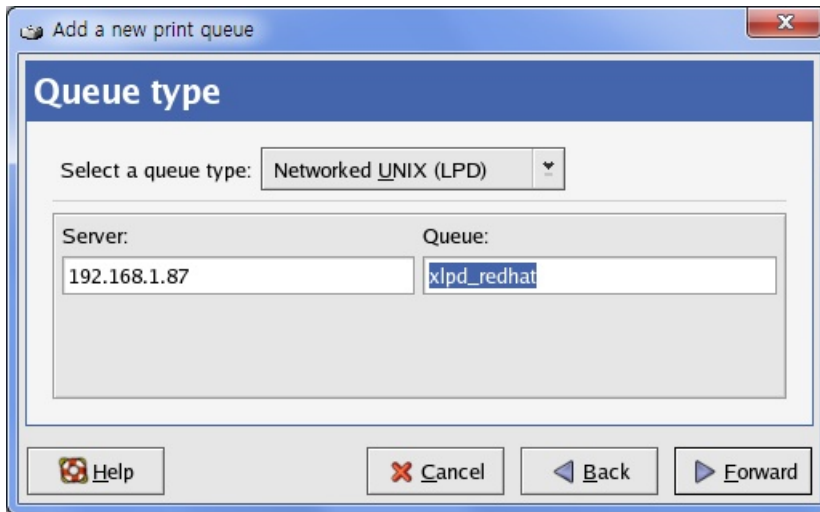 Add a new print queue
Queue type
Select a queue type: Networked UNIX (LPD)
Server: Queue:
192.168.1.87 xlpd_redhat
Help Cancel Back Forward